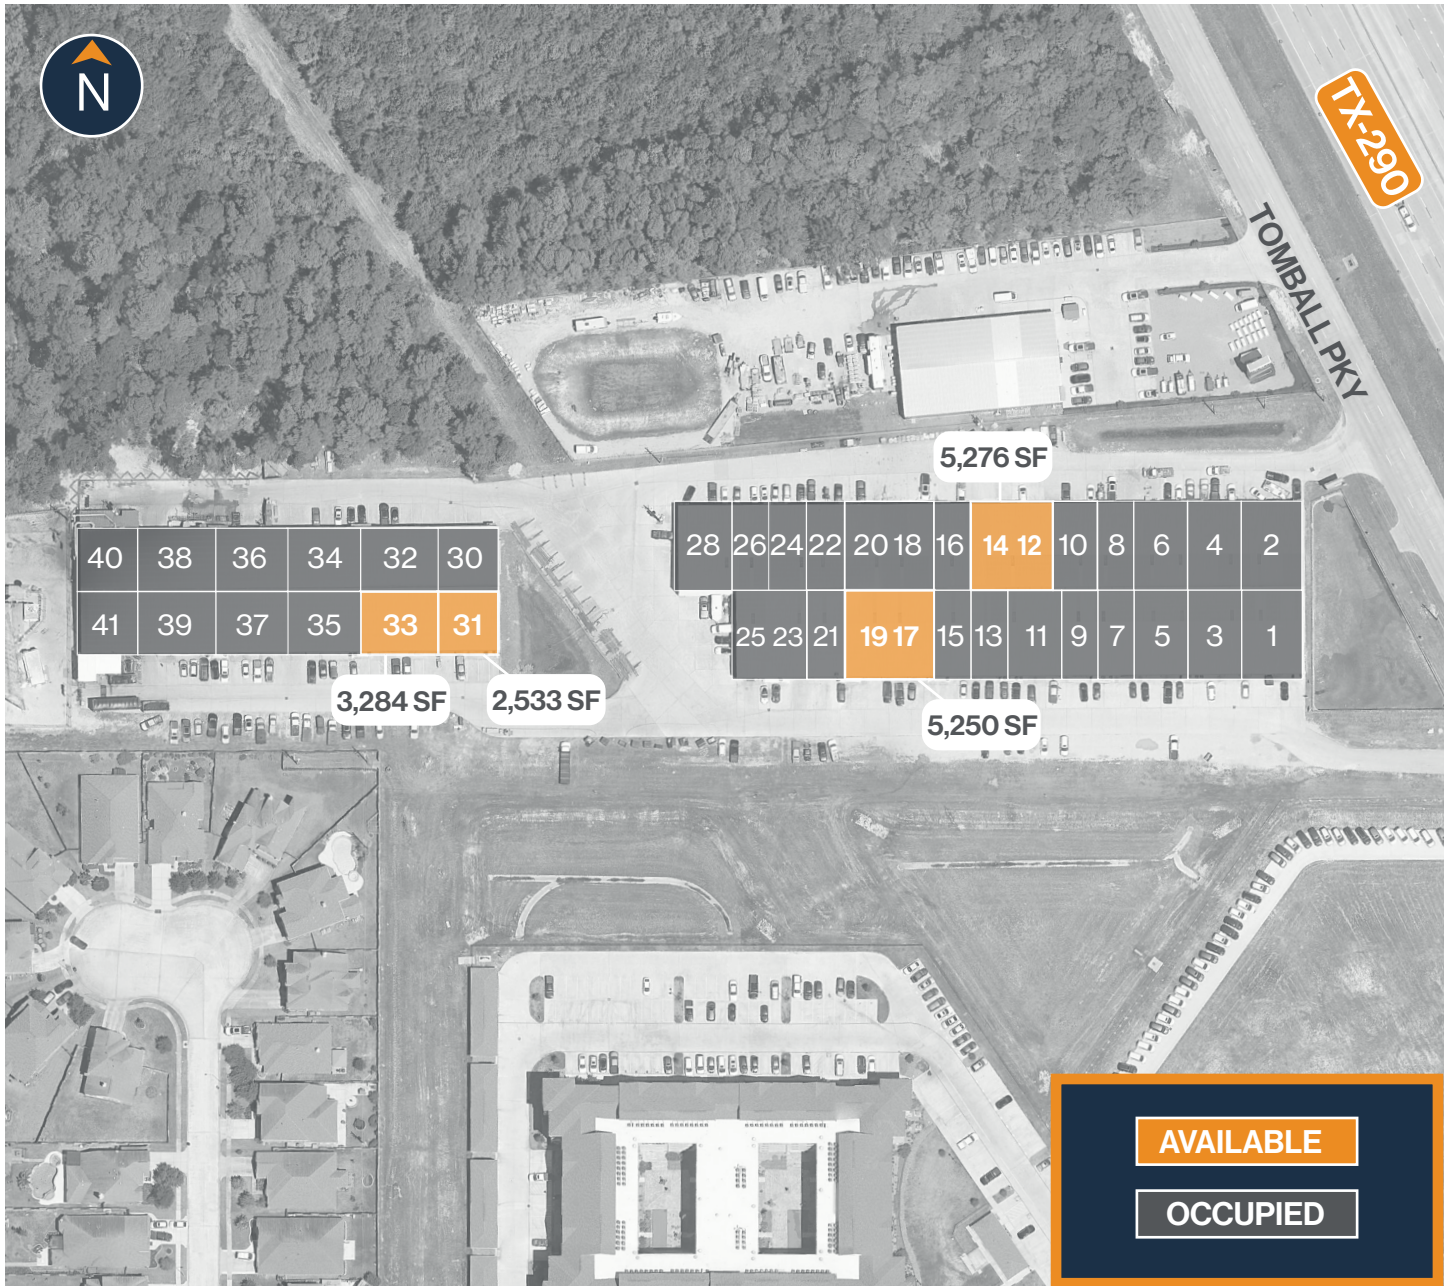 N
TX-290
TOMBALL PKY
5,276 SF
40 38 36 34 32 30
28 26 24 22 20 18 16 14 12 10 8 6 4 2
41 39 37 35 33 31
25 23 21 19 17 15 13 11 9 7 5 3 1
3,284 SF
2,533 SF
5,250 SF
AVAILABLE
OCCUPIED